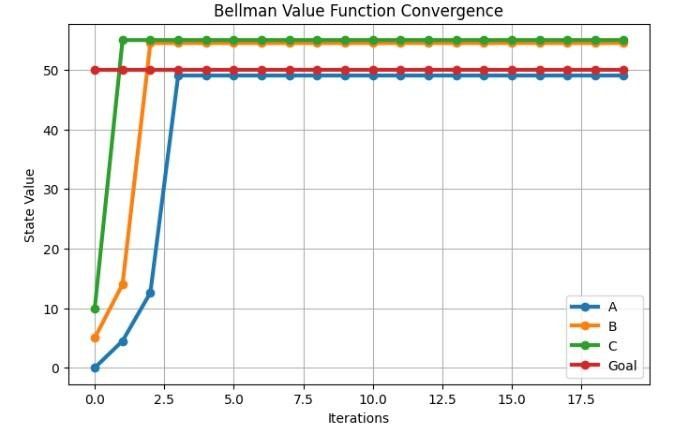 Bellman Value Function Convergence
State Value
50
40
30
20
10
0
0.0 2.5 5.0 7.5 10.0 12.5 15.0 17.5
Iterations
A
B
C
Goal